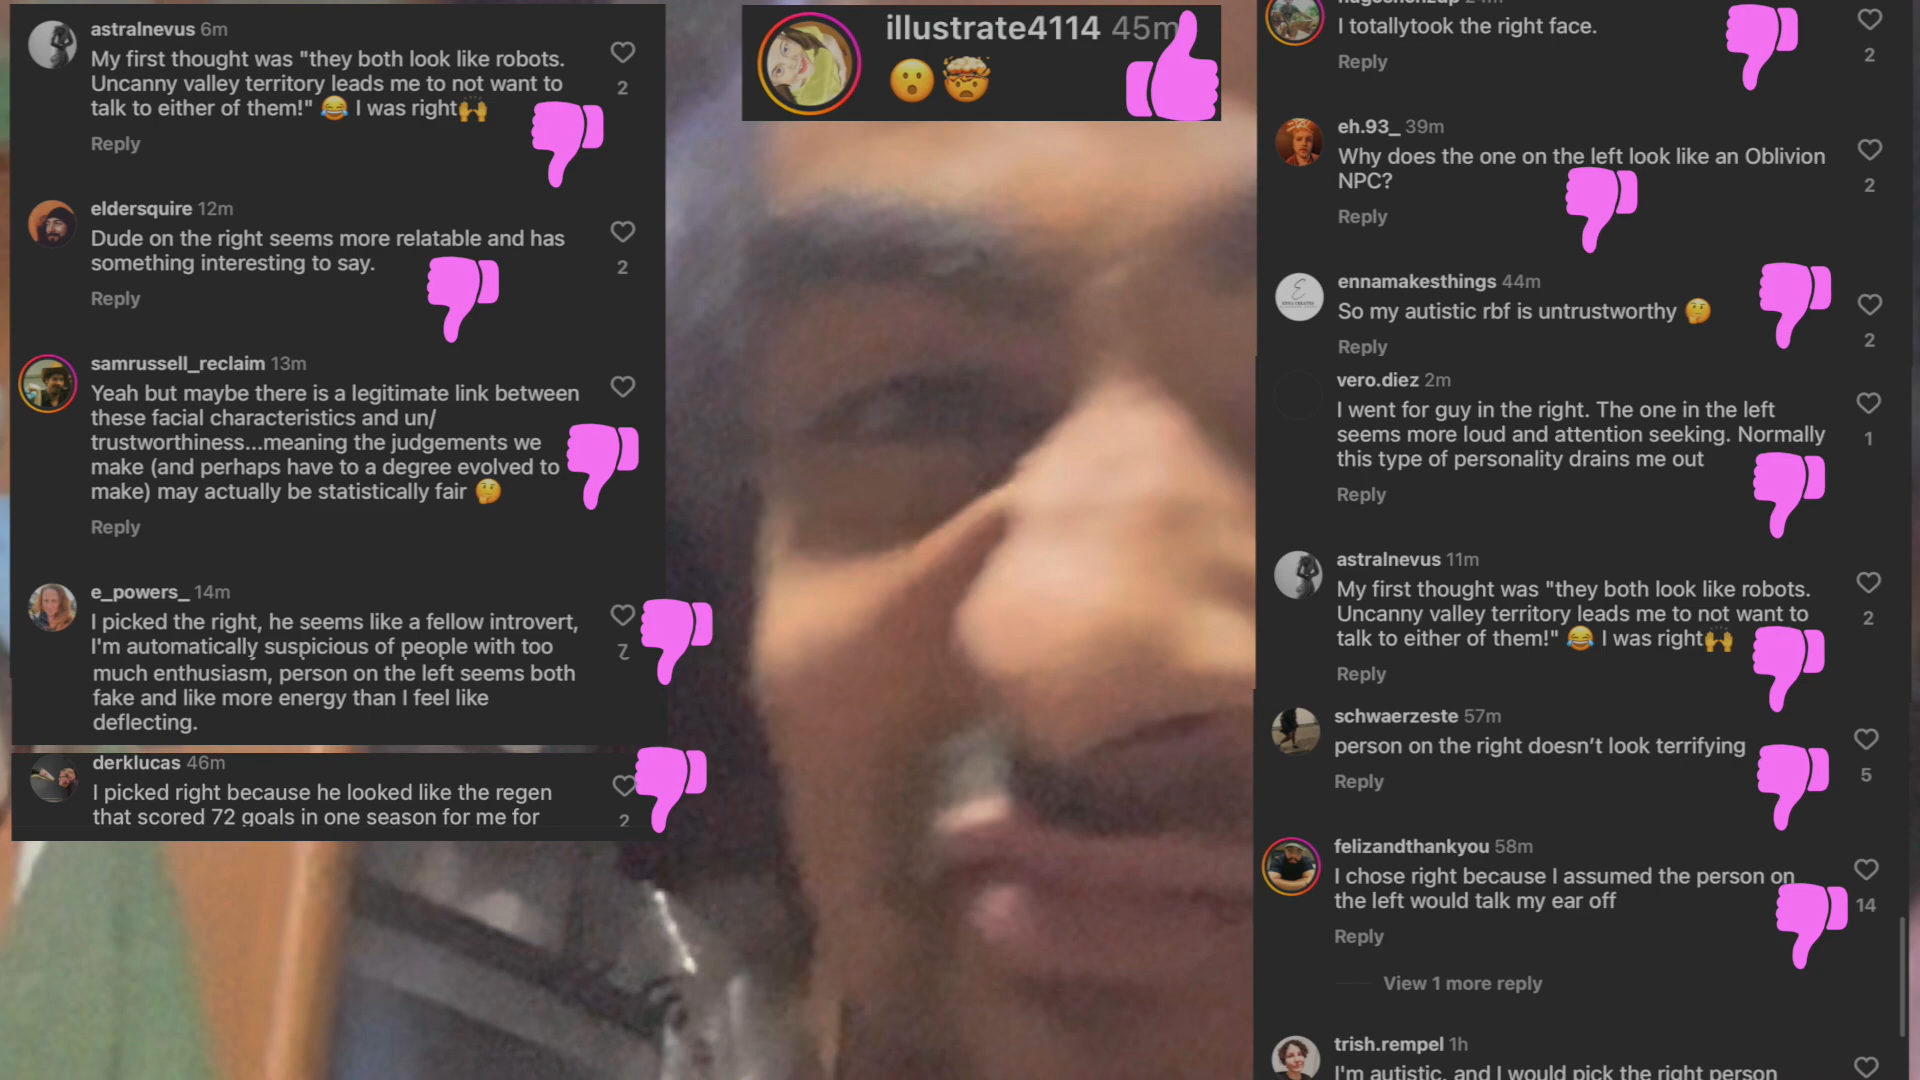 astralnevus 6m
My first thought was "they both look like robots.
Uncanny valley territory leads me to not want to
talk to either of them!" 😂 I was right🙌
2
Reply
eldersquire 12m
Dude on the right seems more relatable and has
something interesting to say.
2
Reply
samrussell_reclaim 13m
Yeah but maybe there is a legitimate link between
these facial characteristics and un/
trustworthiness...meaning the judgements we
make (and perhaps have to a degree evolved to
make) may actually be statistically fair 🤔
Reply
e_powers_ 14m
I picked the right, he seems like a fellow introvert,
I'm automatically suspicious of people with too
much enthusiasm, person on the left seems both
fake and like more energy than I feel like
deflecting.
derklucas 46m
I picked right because he looked like the regen
that scored 72 goals in one season for me for
2
illustrate4114 45m
😮🤯
I totallytook the right face.
2
Reply
eh.93_ 39m
Why does the one on the left look like an Oblivion
NPC?
2
Reply
ennamakesthings 44m
So my autistic rbf is untrustworthy 🤔
2
Reply
vero.diez 2m
I went for guy in the right. The one in the left
seems more loud and attention seeking. Normally
this type of personality drains me out
1
Reply
astralnevus 11m
My first thought was "they both look like robots.
Uncanny valley territory leads me to not want to
talk to either of them!" 😂 I was right🙌
2
Reply
schwaerzeste 57m
person on the right doesn't look terrifying
5
Reply
felizandthankyou 58m
I chose right because I assumed the person on
the left would talk my ear off
14
Reply
View 1 more reply
trish.rempel 1h
I'm autistic, and I would pick the right person